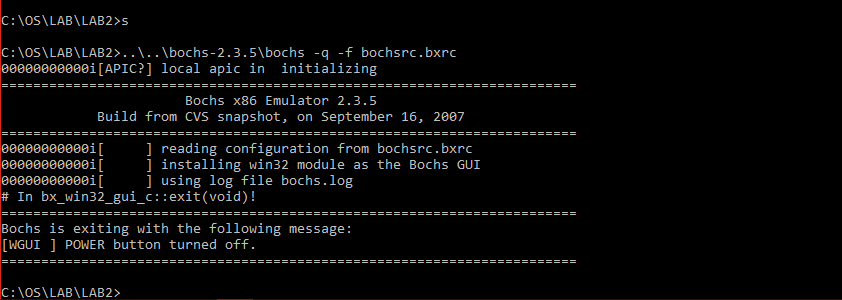 C:\OS\LAB\LAB2>s
C:\OS\LAB\LAB2>..\..\bochs-2.3.5\bochs -q -f bochsrc.bxrc
00000000000i[APIC?] local apic in  initializing
========================================================================
                       Bochs x86 Emulator 2.3.5
            Build from CVS snapshot, on September 16, 2007
========================================================================
00000000000i[     ] reading configuration from bochsrc.bxrc
00000000000i[     ] installing win32 module as the Bochs GUI
00000000000i[     ] using log file bochs.log
# In bx_win32_gui_c::exit(void)!
========================================================================
Bochs is exiting with the following message:
[WGUI ] POWER button turned off.
========================================================================
C:\OS\LAB\LAB2>